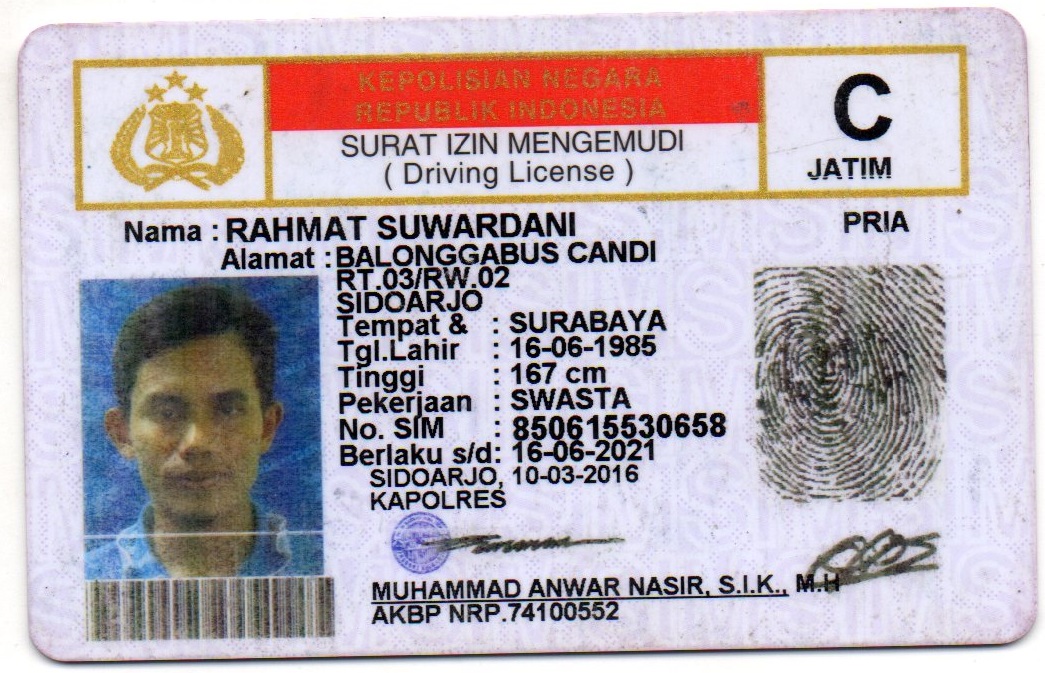 KEPOLISIAN NEGARA
REPUBLIK INDONESIA
SURAT IZIN MENGEMUDI
( Driving License )
C
JATIM
Nama : RAHMAT SUWARDANI
PRIA
Alamat : BALONGGABUS CANDI
RT.03/RW.02
SIDOARJO
Tempat & : SURABAYA
Tgl.Lahir : 16-06-1985
Tinggi : 167 cm
Pekerjaan : SWASTA
No. SIM : 850615530658
Berlaku s/d: 16-06-2021
SIDOARJO, 10-03-2016
KAPOLRES
MUHAMMAD ANWAR NASIR, S.I.K., M.H
AKBP NRP.74100552